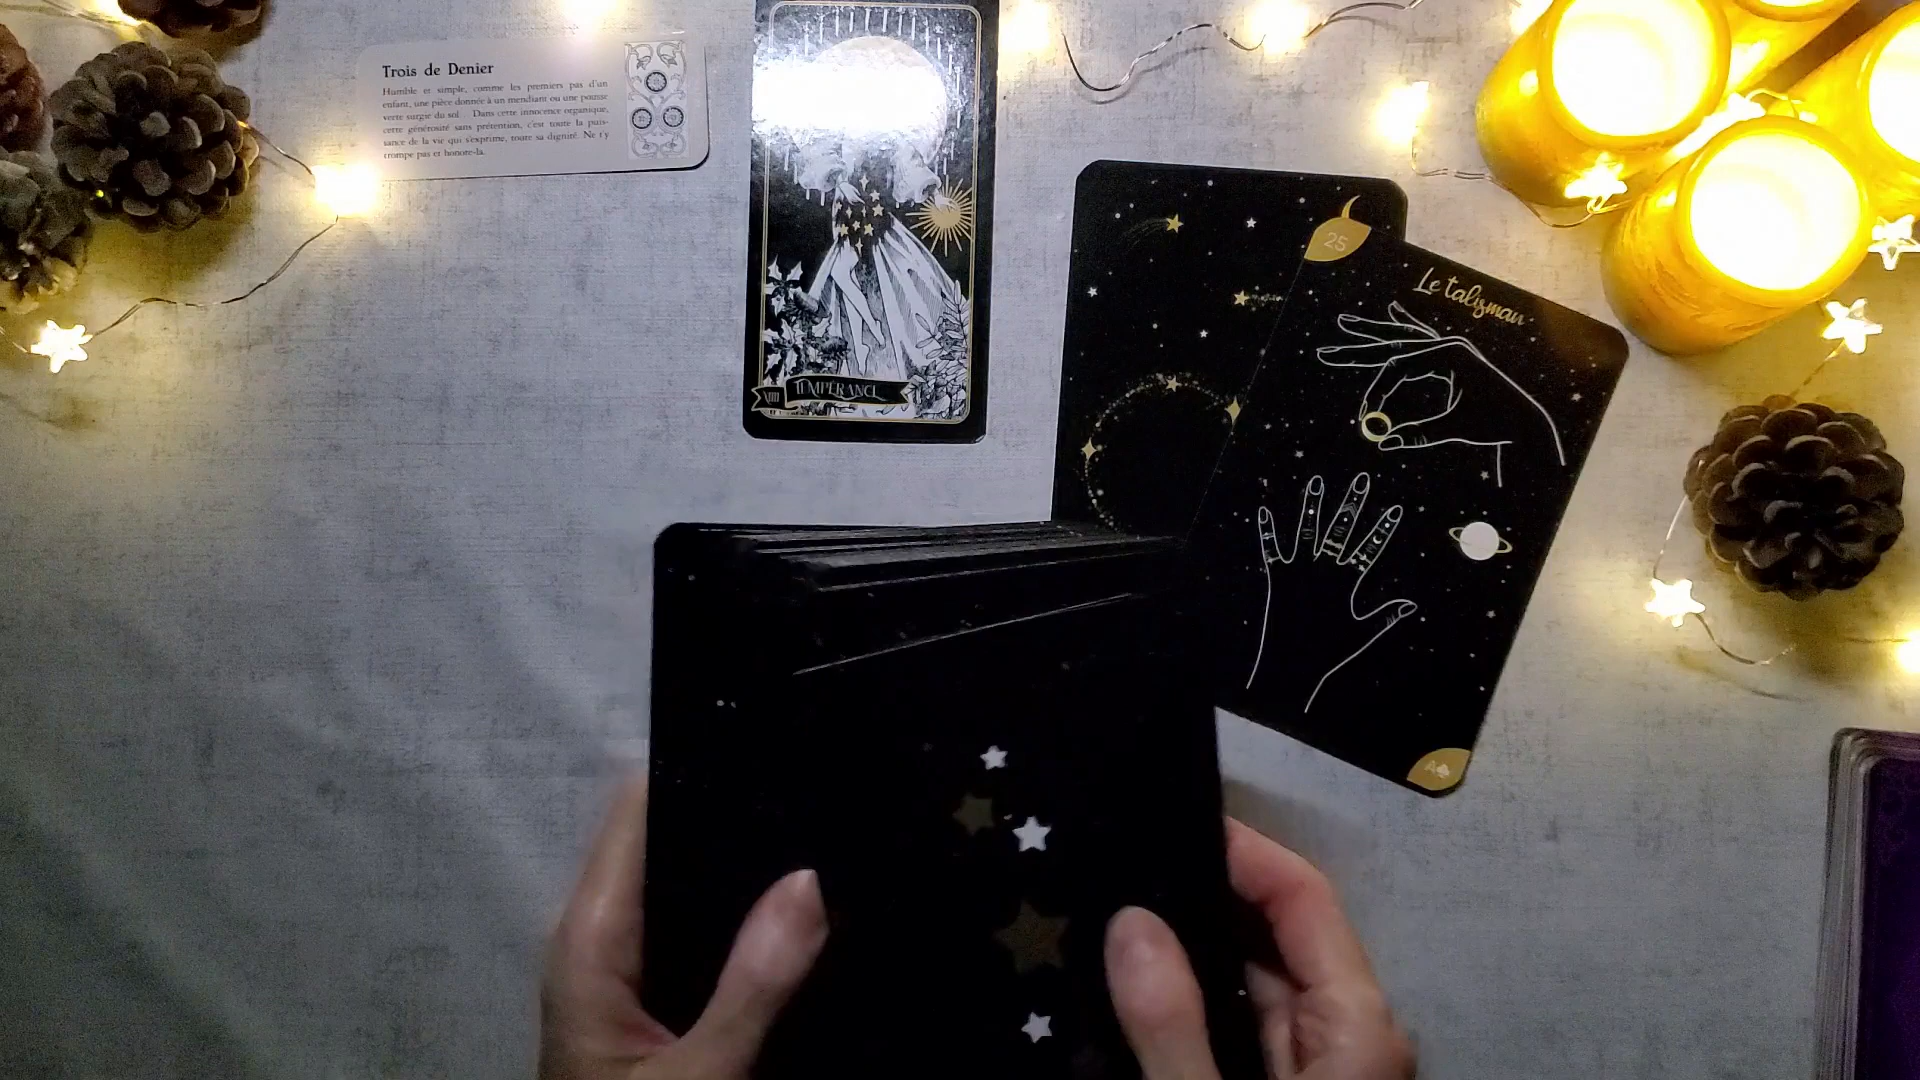 Trois de Denier
Humble et simple, comme les premiers pas d'un
enfant, une pièce donnée à un mendiant ou une pousse
verte surgie du sol... Dans cette innocence organique,
cette générosité sans prétention, c'est toute la puis-
sance de la vie qui s'exprime, toute sa dignité. Ne t'y
trompe pas et honore-la.
XIIII TEMPÉRANCE
25
Le talisman
A♣